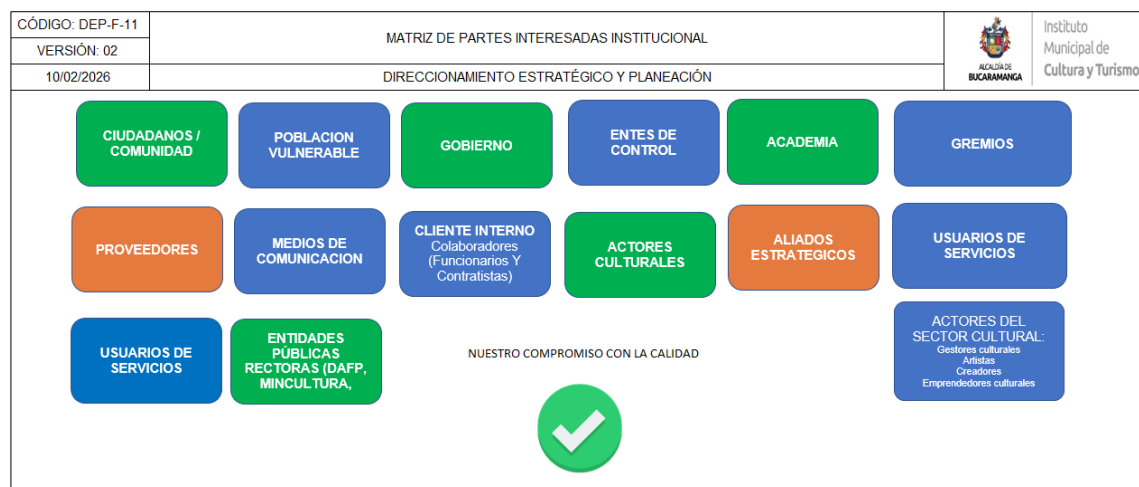 CÓDIGO: DEP-F-11
VERSIÓN: 02
10/02/2026
MATRIZ DE PARTES INTERESADAS INSTITUCIONAL
DIRECCIONAMIENTO ESTRATÉGICO Y PLANEACIÓN
ALCALDÍA DE
BUCARAMANGA
Instituto
Municipal de
Cultura y Turismo
CIUDADANOS /
COMUNIDAD
POBLACION
VULNERABLE
GOBIERNO
ENTES DE
CONTROL
ACADEMIA
GREMIOS
PROVEEDORES
MEDIOS DE
COMUNICACION
CLIENTE INTERNO
Colaboradores
(Funcionarios Y
Contratistas)
ACTORES
CULTURALES
ALIADOS
ESTRATEGICOS
USUARIOS DE
SERVICIOS
USUARIOS DE
SERVICIOS
ENTIDADES
PÚBLICAS
RECTORAS (DAFP,
MINCULTURA,
NUESTRO COMPROMISO CON LA CALIDAD
ACTORES DEL
SECTOR CULTURAL:
Gestores culturales
Artistas
Creadores
Emprendedores culturales